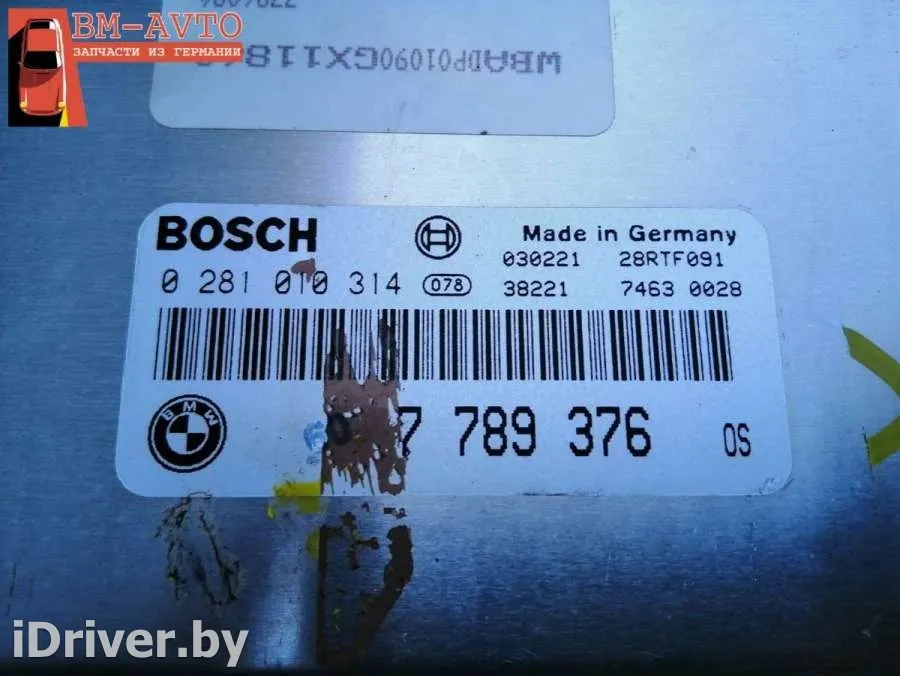 BM-AVTO
ЗАПЧАСТИ ИЗ ГЕРМАНИИ
BOSCH
Made in Germany
030221 28RTF091
0 281 010 314 078
38221 7463 0028
BMW
7 789 376 OS
iDriver.by